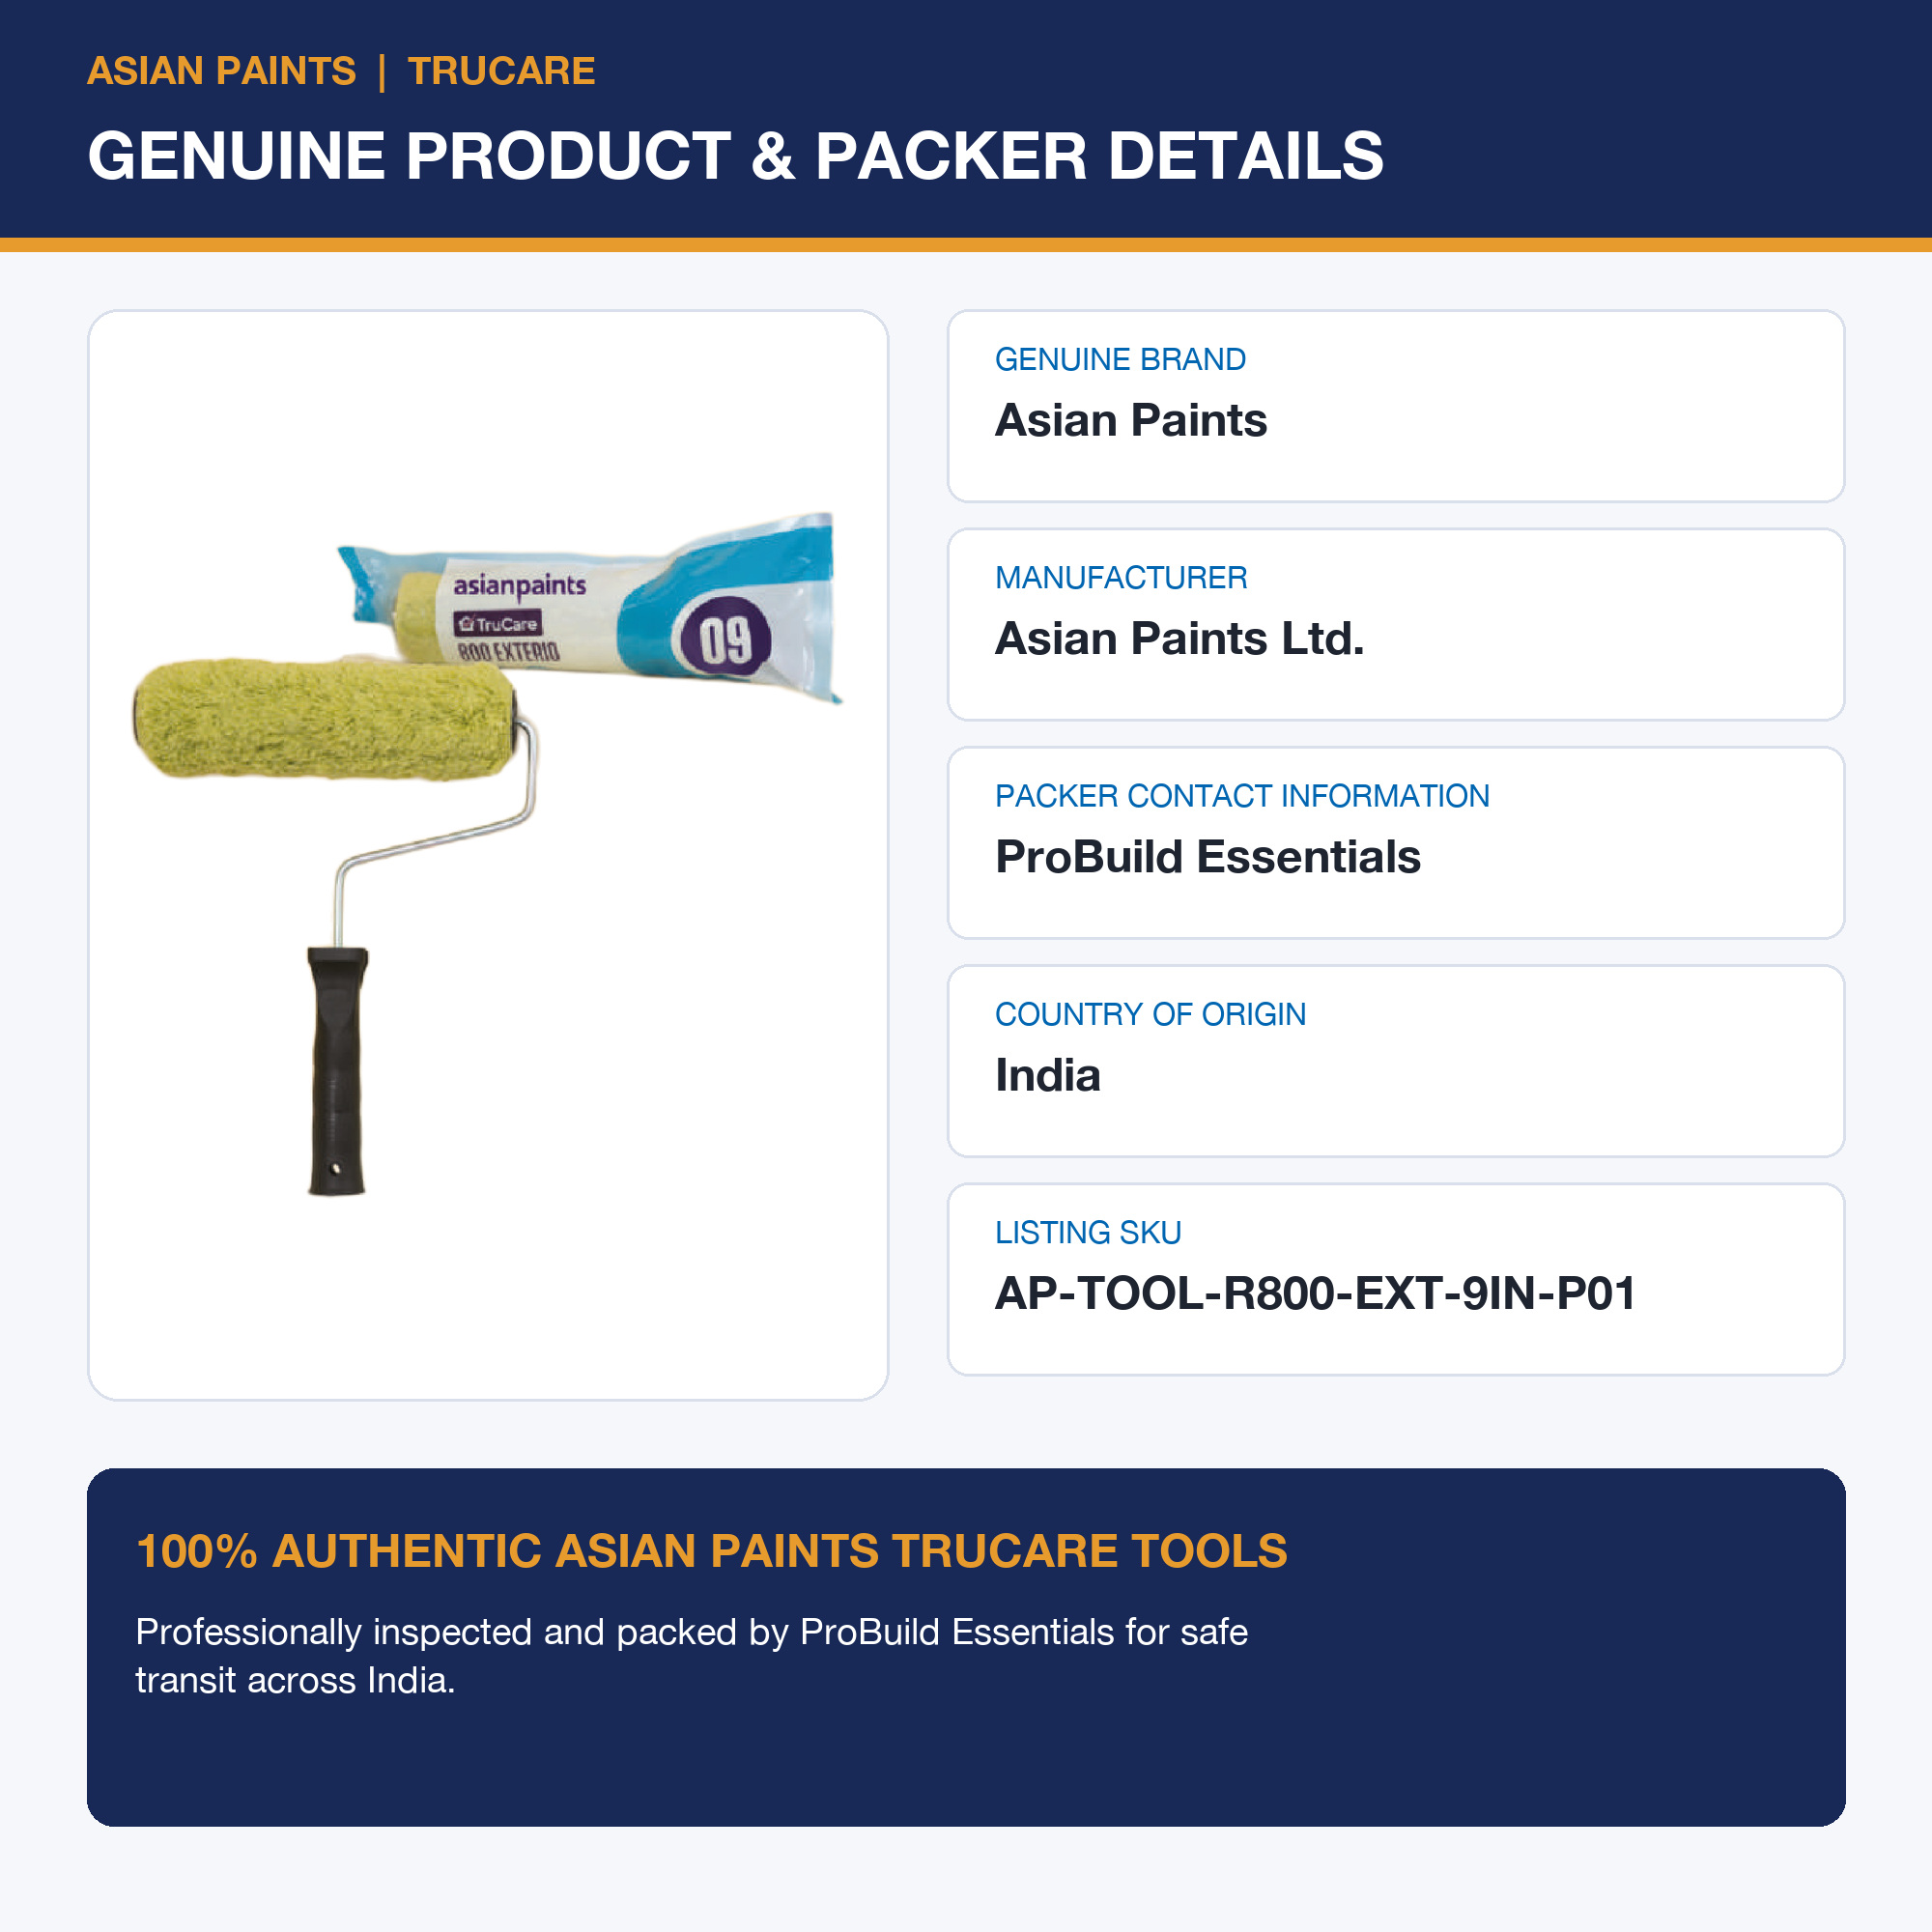 ASIAN PAINTS | TRUCARE
GENUINE PRODUCT & PACKER DETAILS
asianpaints
TruCare
800 EXTERIO
09
GENUINE BRAND
Asian Paints
MANUFACTURER
Asian Paints Ltd.
PACKER CONTACT INFORMATION
ProBuild Essentials
COUNTRY OF ORIGIN
India
LISTING SKU
AP-TOOL-R800-EXT-9IN-P01
100% AUTHENTIC ASIAN PAINTS TRUCARE TOOLS
Professionally inspected and packed by ProBuild Essentials for safe
transit across India.